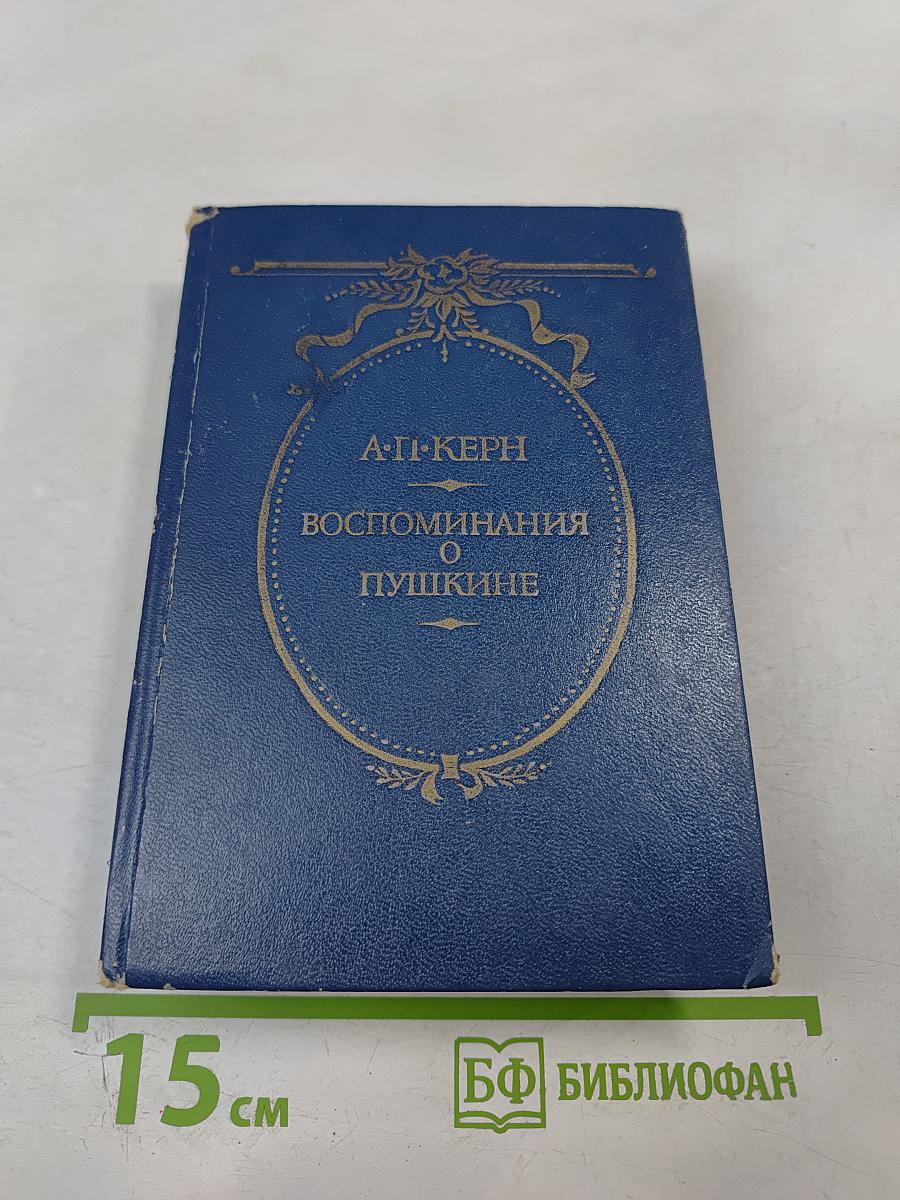 А·П·КЕРН
ВОСПОМИНАНИЯ
О
ПУШКИНЕ
15 см
БФ БИБЛИОФАН